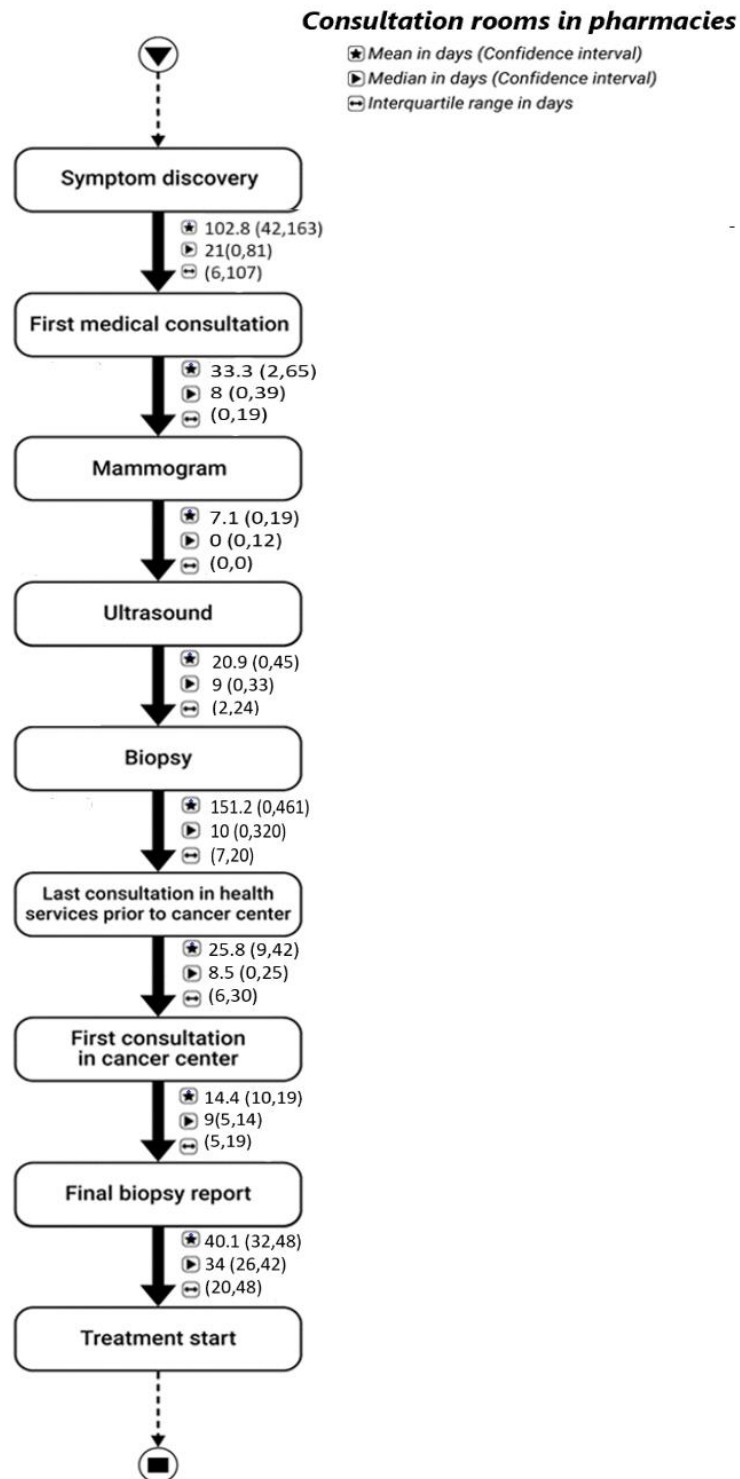 Consultation rooms in pharmacies
Mean in days (Confidence interval)
Median in days (Confidence interval)
Interquartile range in days
Symptom discovery
102.8 (42,163)
21(0,81)
(6,107)
First medical consultation
33.3 (2,65)
8 (0,39)
(0,19)
Mammogram
7.1 (0,19)
0 (0,12)
(0,0)
Ultrasound
20.9 (0,45)
9 (0,33)
(2,24)
Biopsy
151.2 (0,461)
10 (0,320)
(7,20)
Last consultation in health
services prior to cancer center
25.8 (9,42)
8.5 (0,25)
(6,30)
First consultation
in cancer center
14.4 (10,19)
9(5,14)
(5,19)
Final biopsy report
40.1 (32,48)
34 (26,42)
(20,48)
Treatment start